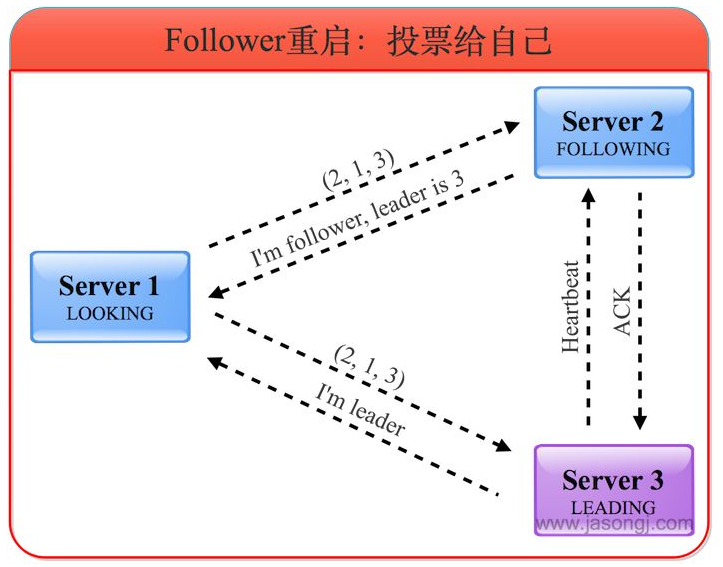 Follower重启：投票给自己
Server 2
FOLLOWING
(2, 1, 3)
I'm follower, leader is 3
Server 1
LOOKING
Heartbeat
ACK
(2, 1, 3)
I'm leader
Server 3
LEADING
www.jasongj.com